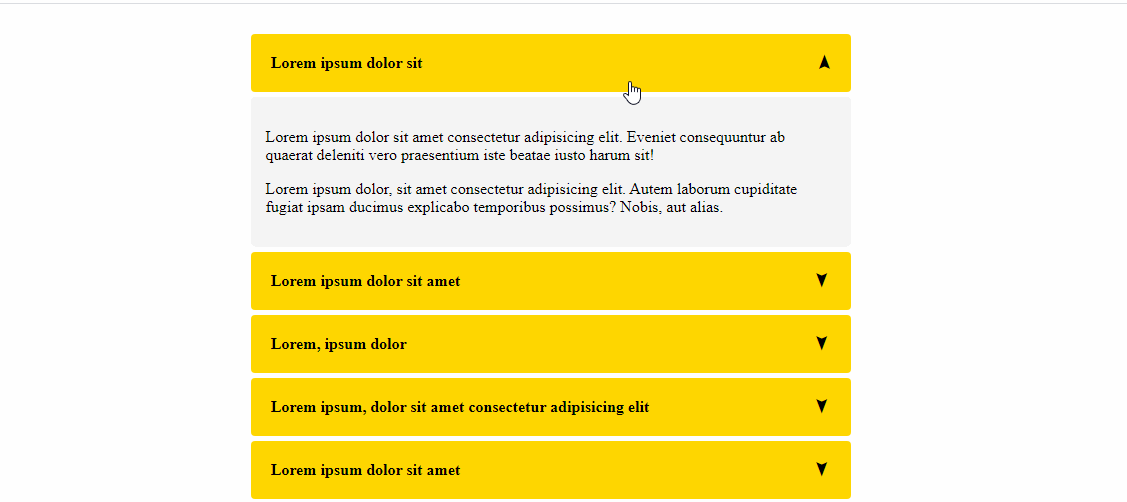 Lorem ipsum dolor sit
Lorem ipsum dolor sit amet consectetur adipisicing elit. Eveniet consequuntur ab
quaerat deleniti vero praesentium iste beatae iusto harum sit!
Lorem ipsum dolor, sit amet consectetur adipisicing elit. Autem laborum cupiditate
fugiat ipsam ducimus explicabo temporibus possimus? Nobis, aut alias.
Lorem ipsum dolor sit amet
Lorem, ipsum dolor
Lorem ipsum, dolor sit amet consectetur adipisicing elit
Lorem ipsum dolor sit amet